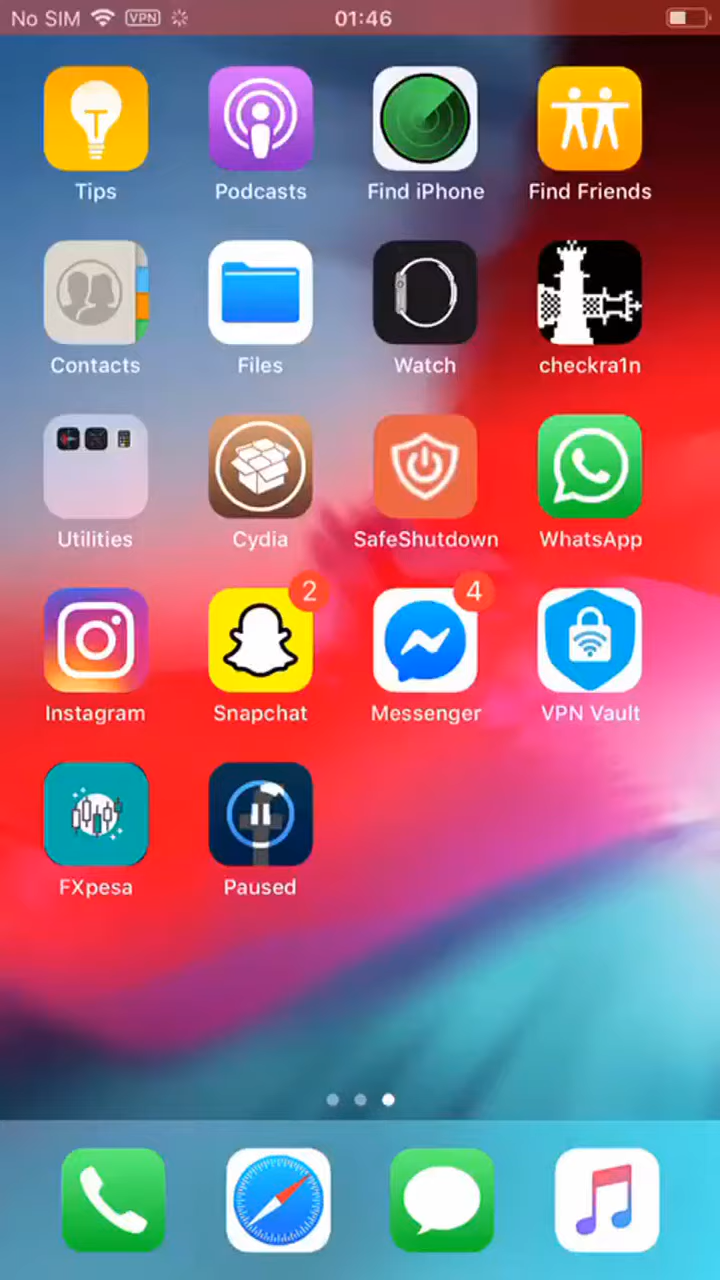 No SIM VPN 01:46
Tips Podcasts Find iPhone Find Friends
Contacts Files Watch checkra1n
Utilities Cydia SafeShutdown WhatsApp
2 4
Instagram Snapchat Messenger VPN Vault
FXpesa Paused